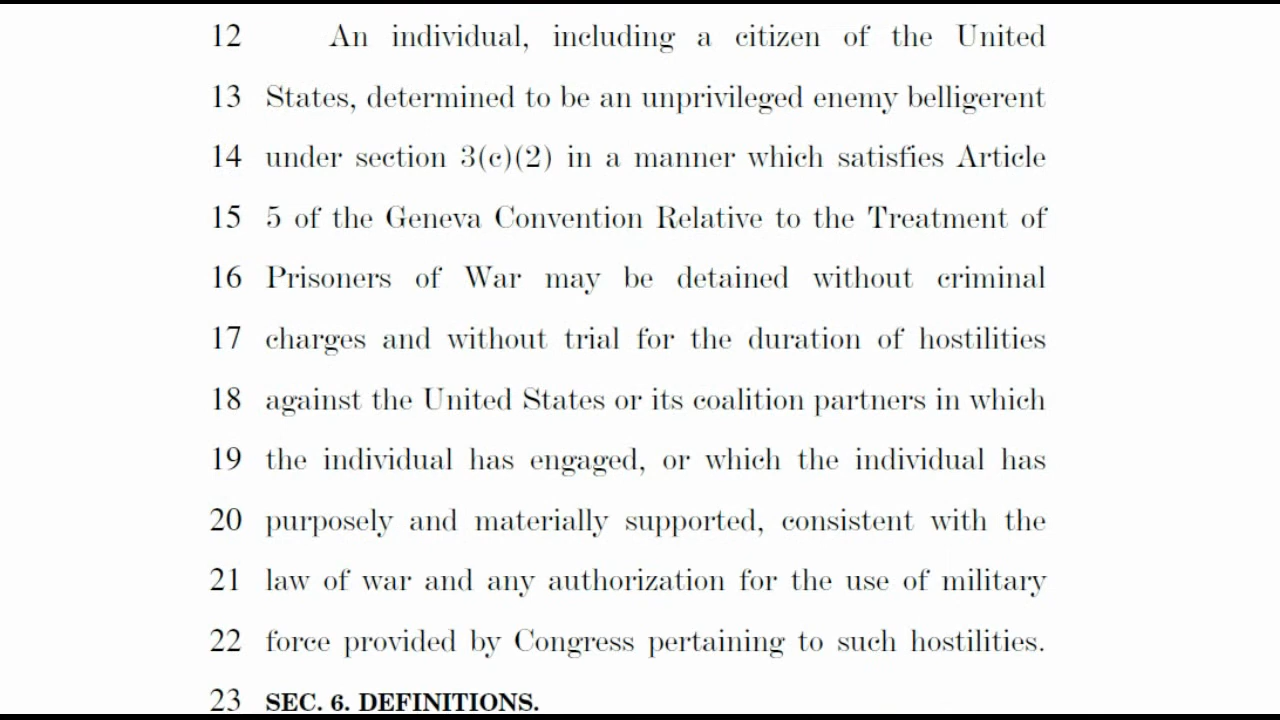 12 An individual, including a citizen of the United
13 States, determined to be an unprivileged enemy belligerent
14 under section 3(c)(2) in a manner which satisfies Article
15 5 of the Geneva Convention Relative to the Treatment of
16 Prisoners of War may be detained without criminal
17 charges and without trial for the duration of hostilities
18 against the United States or its coalition partners in which
19 the individual has engaged, or which the individual has
20 purposely and materially supported, consistent with the
21 law of war and any authorization for the use of military
22 force provided by Congress pertaining to such hostilities.
23 SEC. 6. DEFINITIONS.